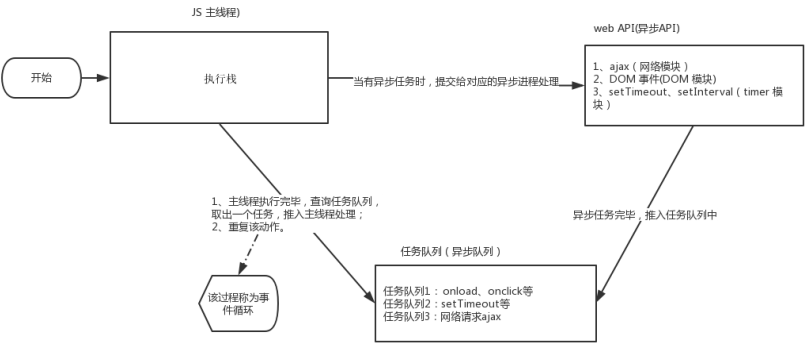 JS 主线程)
web API(异步API)
开始
执行栈
当有异步任务时，提交给对应的异步进程处理
1、ajax（网络模块）
2、DOM 事件(DOM 模块)
3、setTimeout、setInterval（timer 模
块）
1、主线程执行完毕，查询任务队列，
取出一个任务，推入主线程处理；
2、重复该动作。
异步任务完毕，推入任务队列中
任务队列（异步队列）
该过程称为事
件循环
任务队列1： onload、onclick等
任务队列2：setTimeout等
任务队列3：网络请求ajax